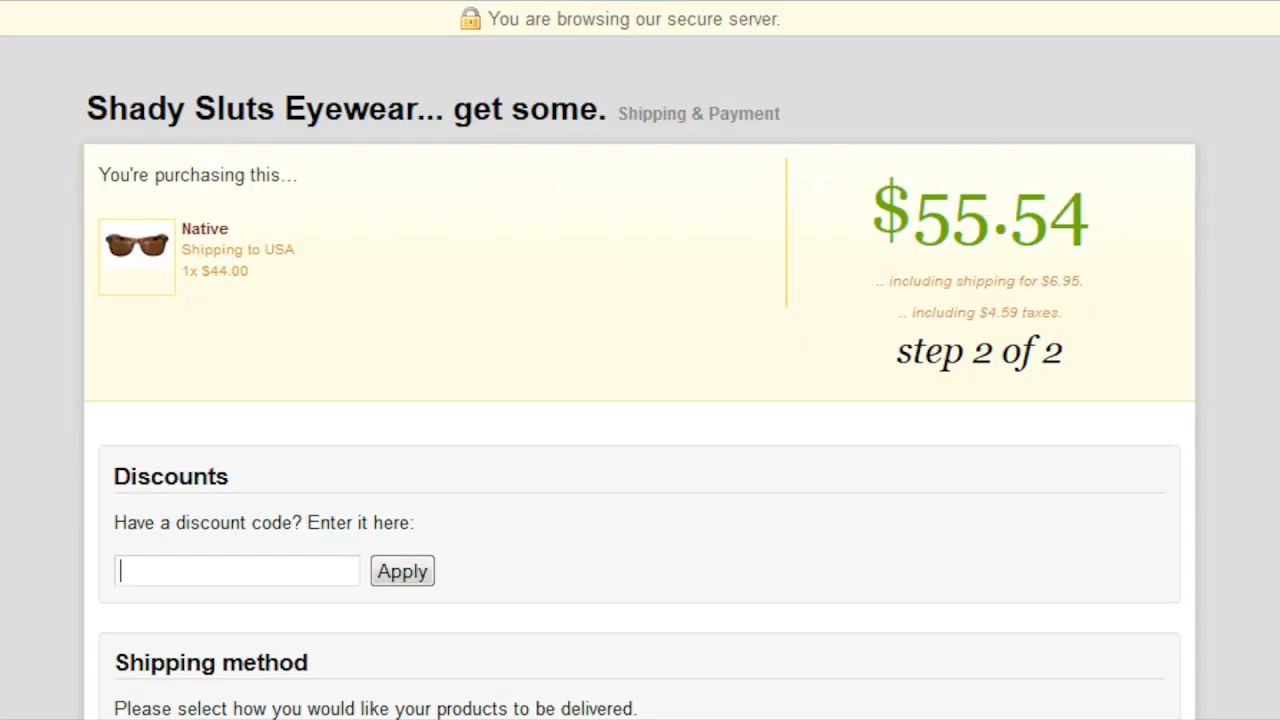 You are browsing our secure server.
Shady Sluts Eyewear... get some. Shipping & Payment
You're purchasing this...
Native
Shipping to USA
1x $44.00
$55.54
.. including shipping for $6.95.
.. including $4.59 taxes.
step 2 of 2
Discounts
Have a discount code? Enter it here:
Apply
Shipping method
Please select how you would like your products to be delivered.